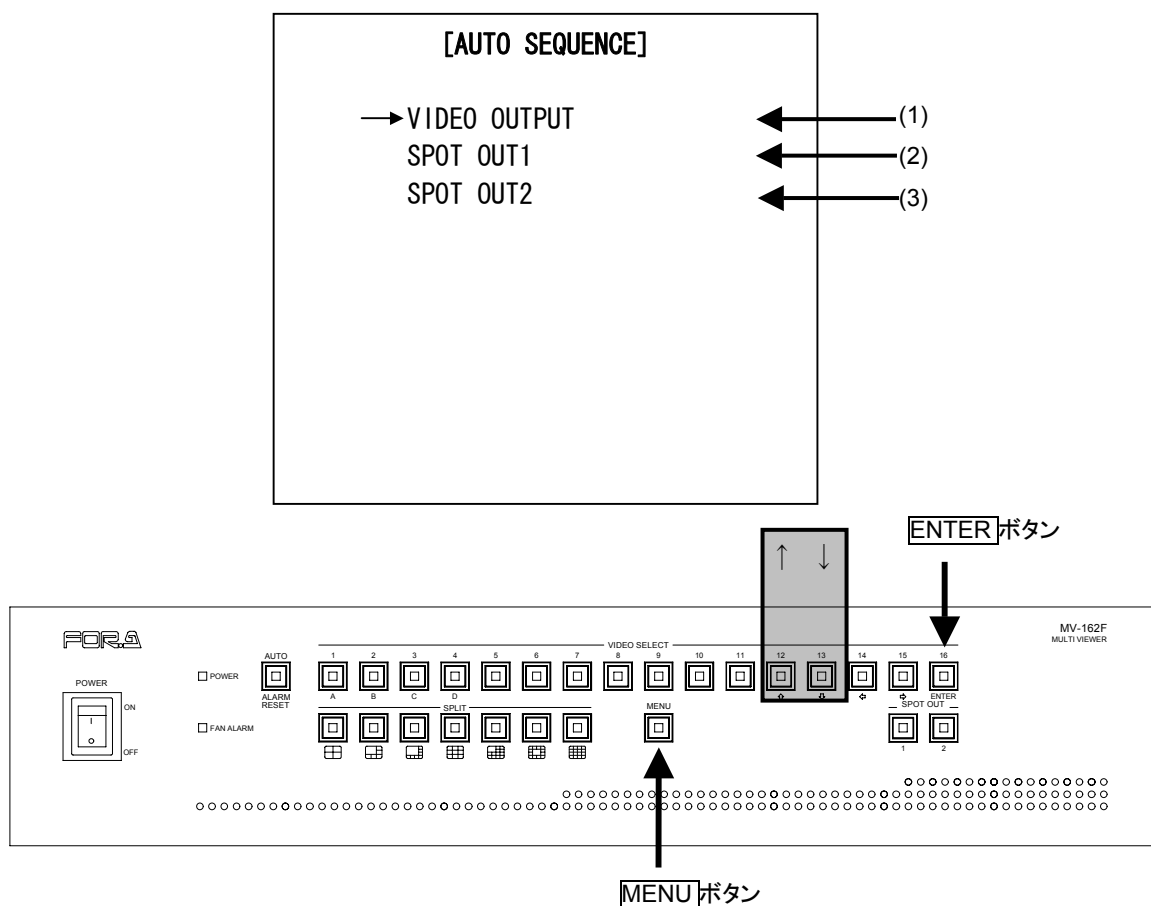 [AUTO SEQUENCE]
→VIDEO OUTPUT
(1)
SPOT OUT1
(2)
SPOT OUT2
(3)
↑ ↓
ENTER ボタン
FOR.A
MV-162F
MULTI VIEWER
VIDEO SELECT
AUTO
1 2 3 4 5 6 7 8 9 10 11 12 13 14 15 16
POWER
POWER
ON
OFF
ALARM
RESET
A B C D
⇧ ⇩ ⇦ ⇨ ENTER
SPLIT
MENU
SPOT OUT
FAN ALARM
1 2
MENU ボタン